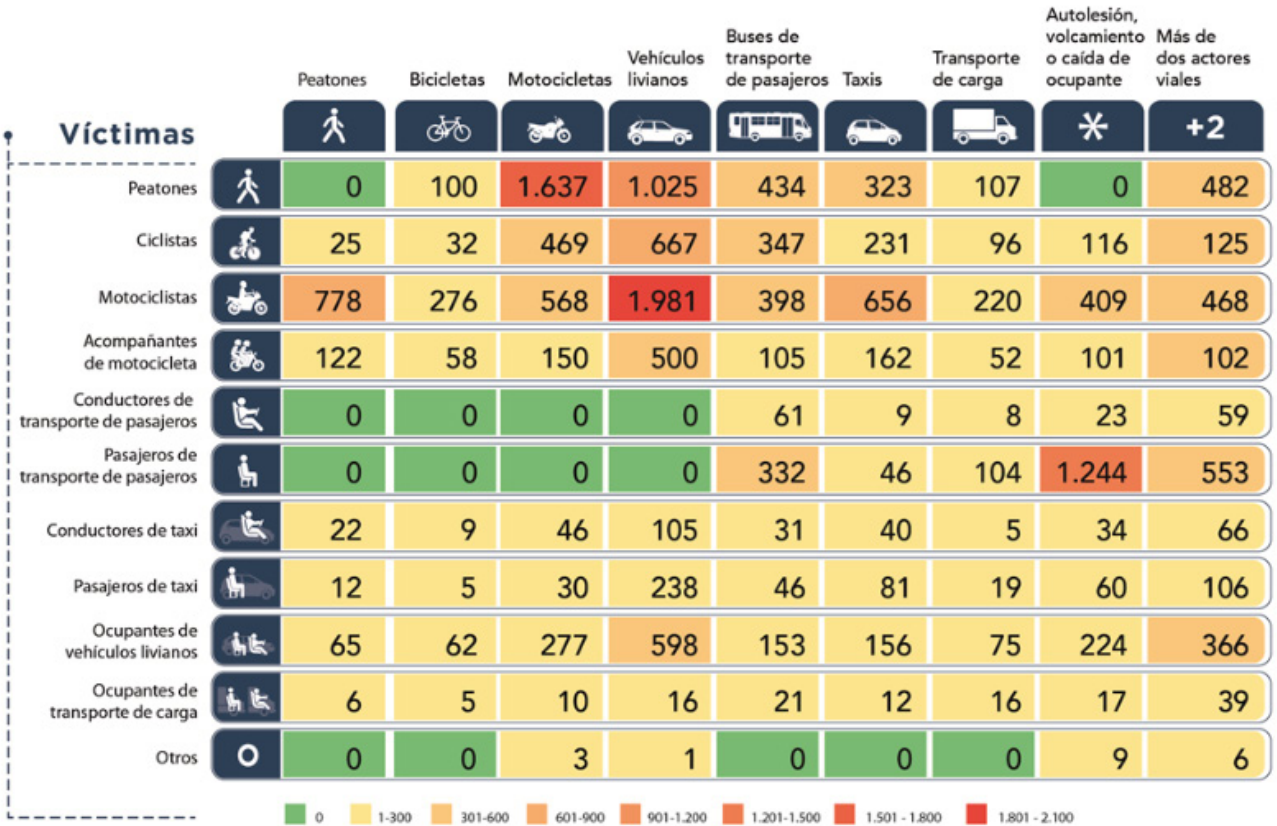 Autolesión,
Buses de volcamiento Más de
Vehículos transporte Transporte o caída de dos actores
Peatones Bicicletas Motocicletas livianos de pasajeros Taxis de carga ocupante viales
Víctimas * +2
Peatones 0 100 1.637 1.025 434 323 107 0 482
Ciclistas 25 32 469 667 347 231 96 116 125
Motociclistas 778 276 568 1.981 398 656 220 409 468
Acompañantes
de motocicleta 122 58 150 500 105 162 52 101 102
Conductores de
transporte de pasajeros 0 0 0 0 61 9 8 23 59
Pasajeros de
transporte de pasajeros 0 0 0 0 332 46 104 1.244 553
Conductores de taxi 22 9 46 105 31 40 5 34 66
Pasajeros de taxi 12 5 30 238 46 81 19 60 106
Ocupantes de
vehículos livianos 65 62 277 598 153 156 75 224 366
Ocupantes de
transporte de carga 6 5 10 16 21 12 16 17 39
Otros 0 0 3 1 0 0 0 9 6
0 1-300 301-600 601-900 901-1.200 1.201-1.500 1.501 - 1.800 1.801 - 2.100